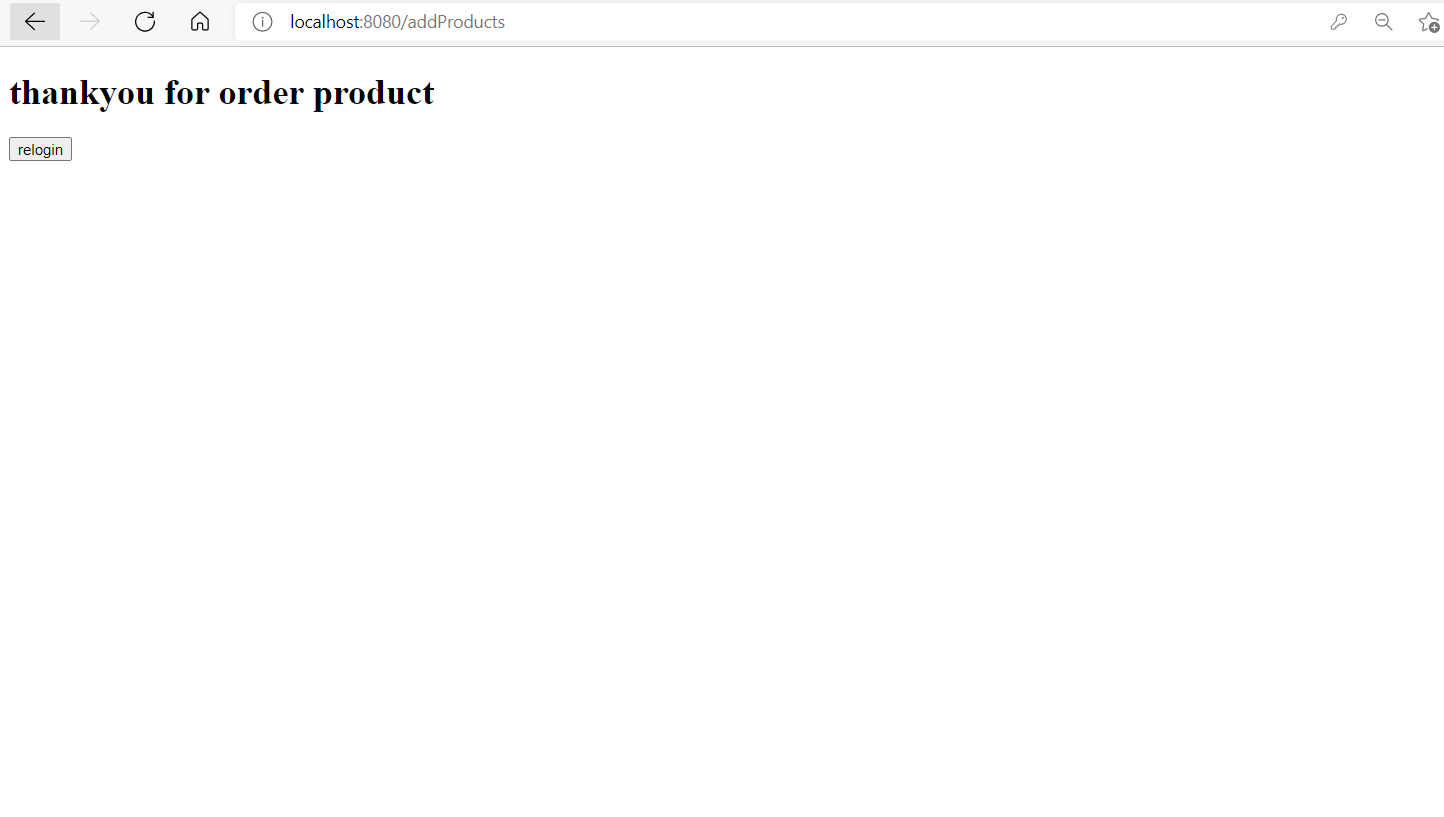 localhost:8080/addProducts
thankyou for order product
relogin